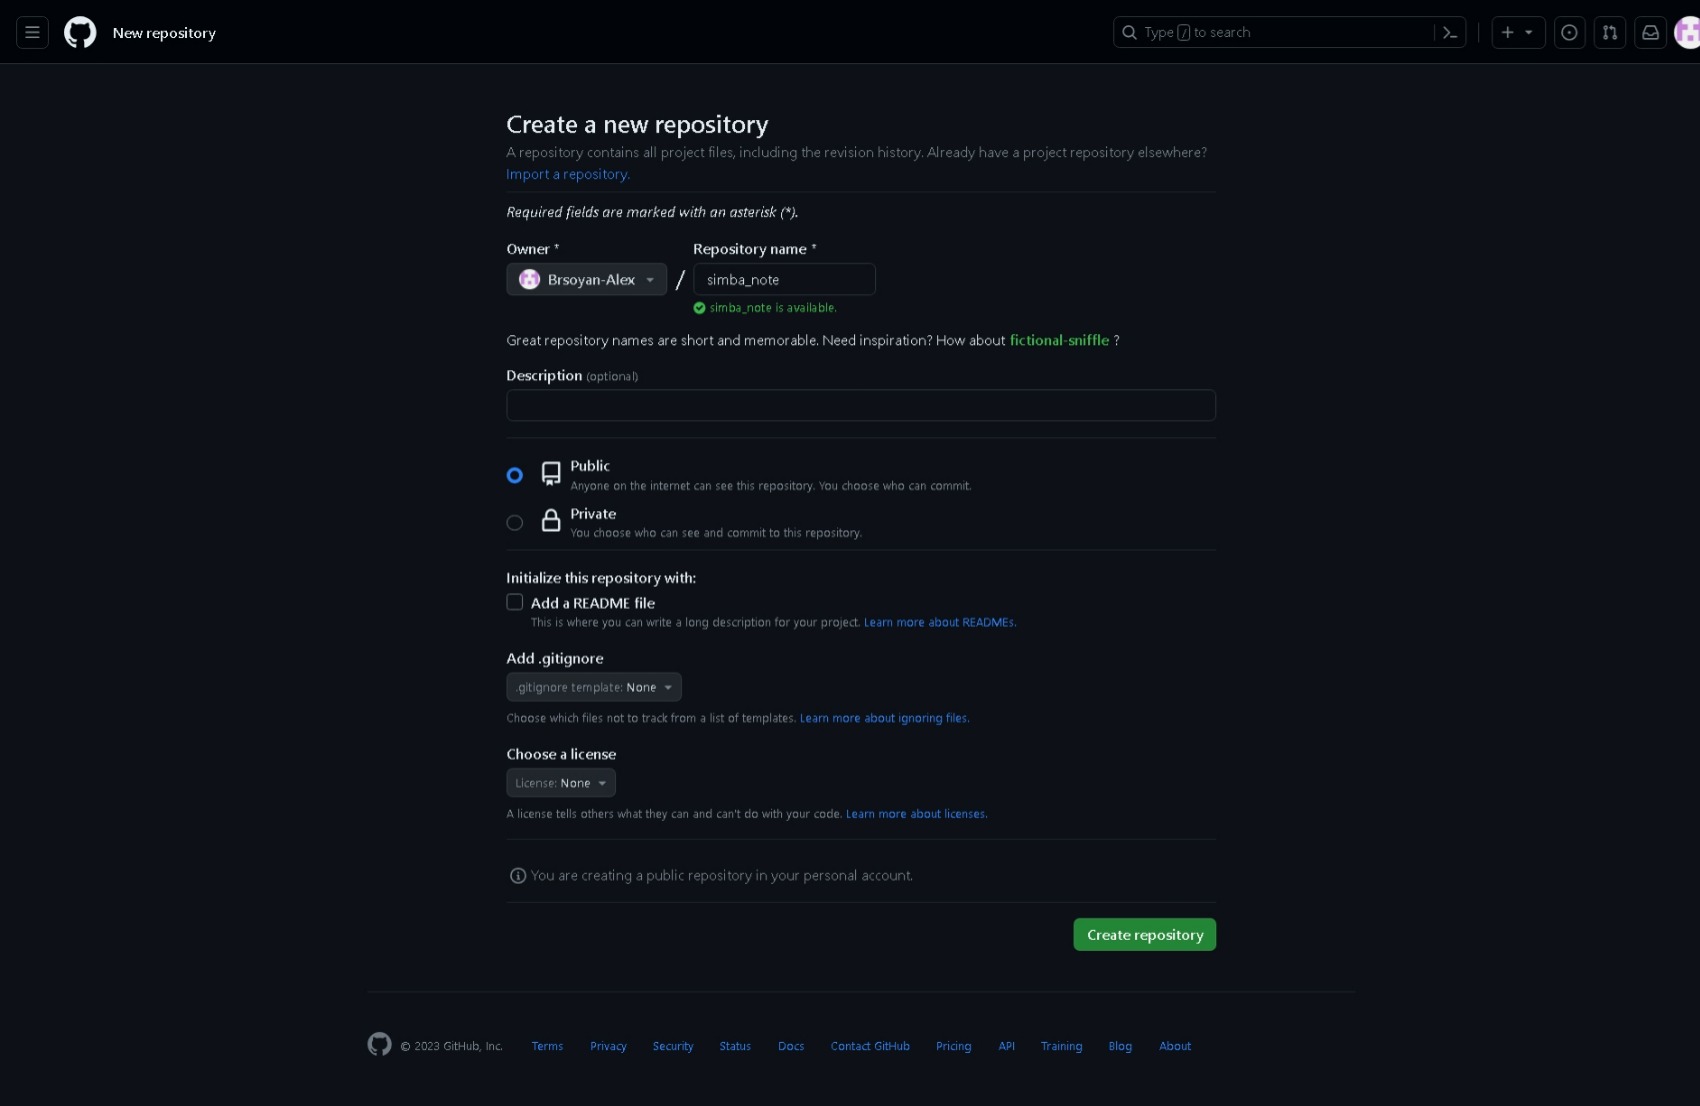 New repository
Type / to search
Create a new repository
A repository contains all project files, including the revision history. Already have a project repository elsewhere?
Import a repository.
Required fields are marked with an asterisk (*).
Owner * Repository name *
Brsoyan-Alex / simba_note
simba_note is available.
Great repository names are short and memorable. Need inspiration? How about fictional-sniffle ?
Description (optional)
Public
Anyone on the internet can see this repository. You choose who can commit.
Private
You choose who can see and commit to this repository.
Initialize this repository with:
Add a README file
This is where you can write a long description for your project. Learn more about READMEs.
Add .gitignore
.gitignore template: None
Choose which files not to track from a list of templates. Learn more about ignoring files.
Choose a license
License: None
A license tells others what they can and can't do with your code. Learn more about licenses.
You are creating a public repository in your personal account.
Create repository
© 2023 GitHub, Inc. Terms Privacy Security Status Docs Contact GitHub Pricing API Training Blog About